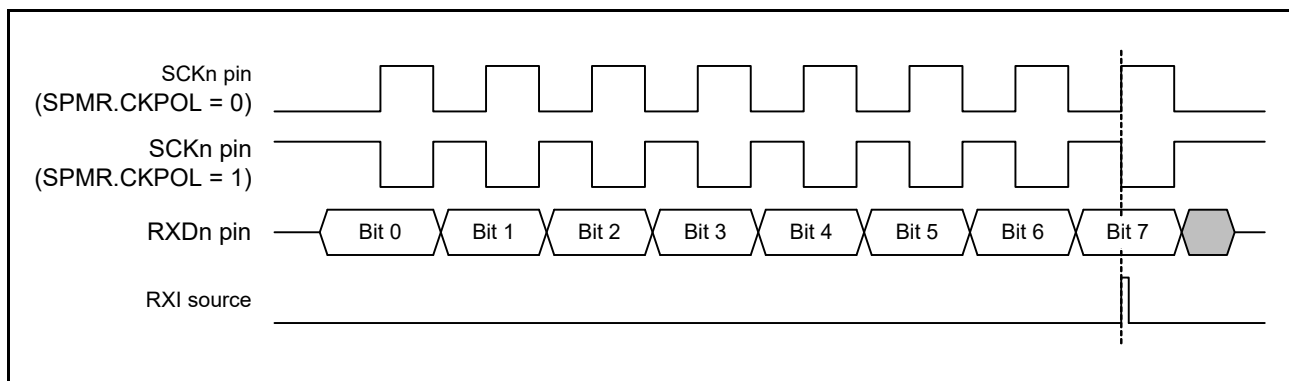 SCKn pin
(SPMR.CKPOL = 0)
SCKn pin
(SPMR.CKPOL = 1)
RXDn pin
Bit 0 Bit 1 Bit 2 Bit 3 Bit 4 Bit 5 Bit 6 Bit 7
RXI source